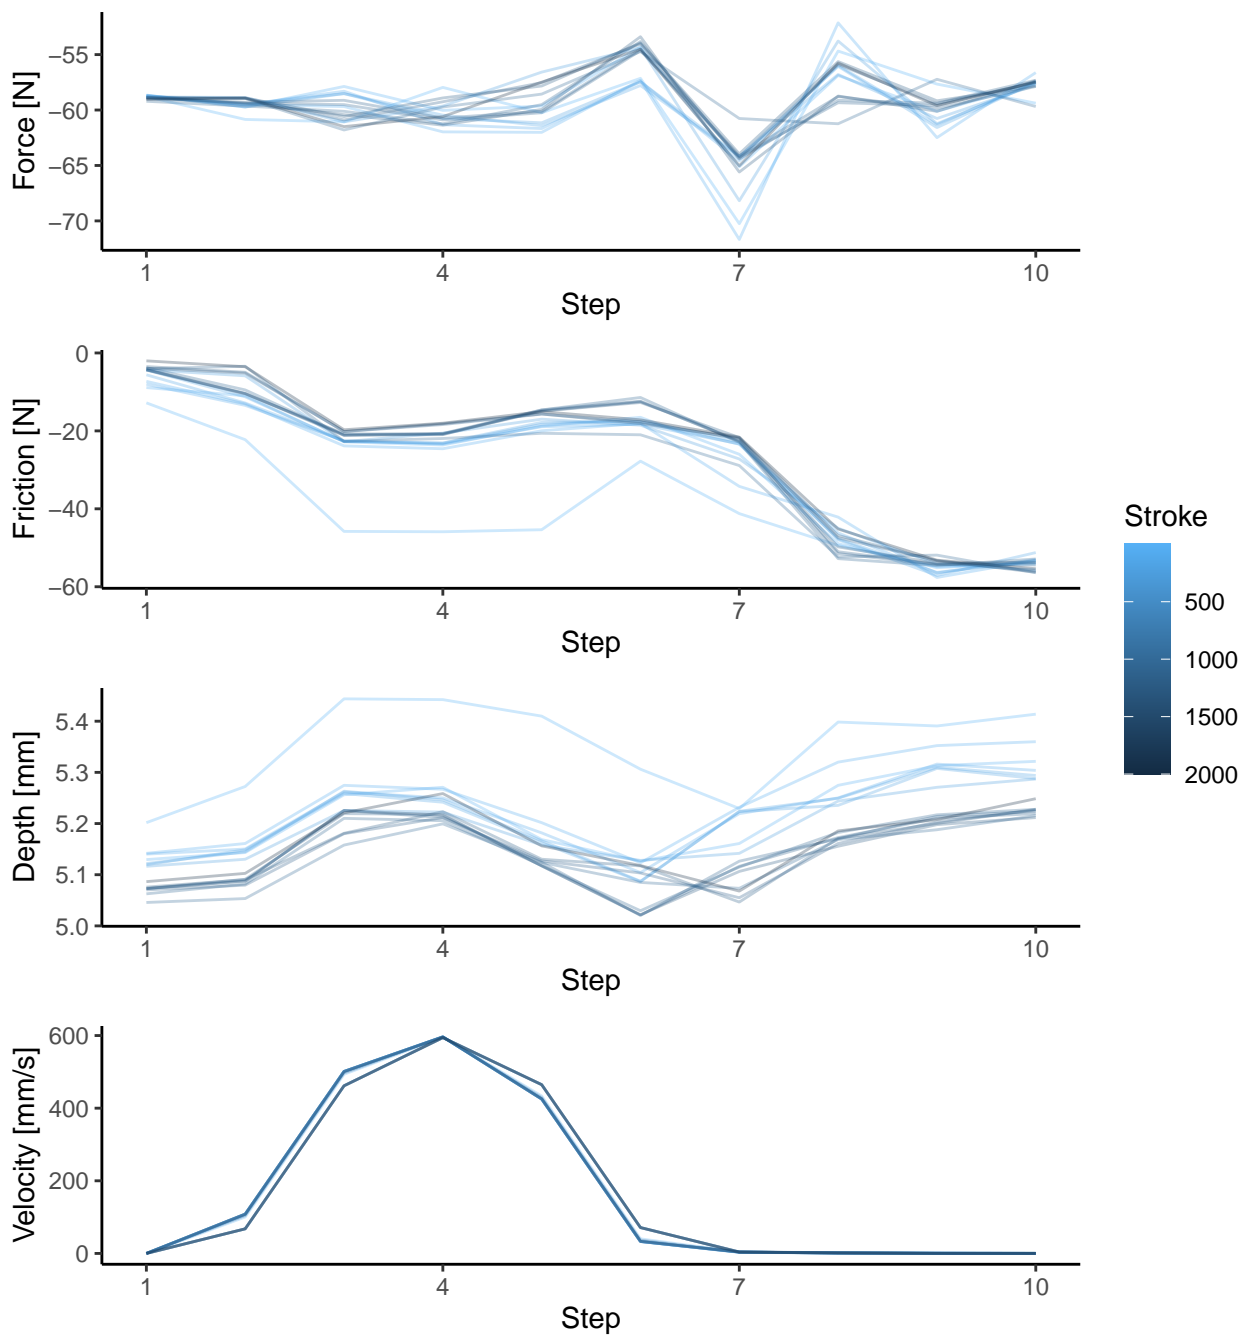 Force [N]
−55
−60
−65
−70
1 4 7 10
Step
Friction [N]
0
−20
−40
−60
1 4 7 10
Step
Depth [mm]
5.4
5.3
5.2
5.1
5.0
1 4 7 10
Step
Velocity [mm/s]
600
400
200
0
1 4 7 10
Step
Stroke
500
1000
1500
2000